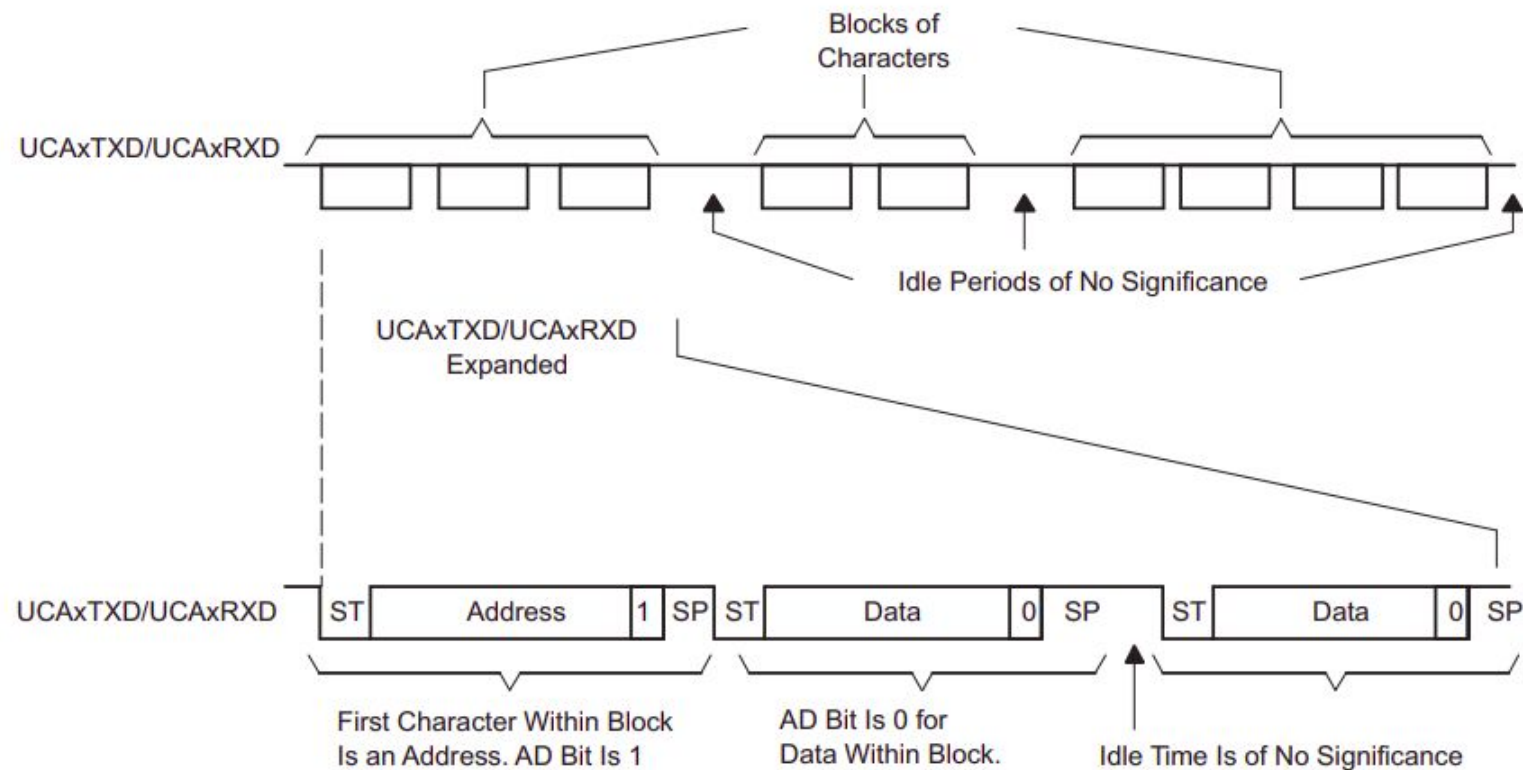 Blocks of
Characters
UCAxTXD/UCAxRXD
Idle Periods of No Significance
UCAxTXD/UCAxRXD
Expanded
UCAxTXD/UCAxRXD
ST
Address
1
SP
ST
Data
0
SP
ST
Data
0
SP
First Character Within Block
Is an Address. AD Bit Is 1
AD Bit Is 0 for
Data Within Block.
Idle Time Is of No Significance